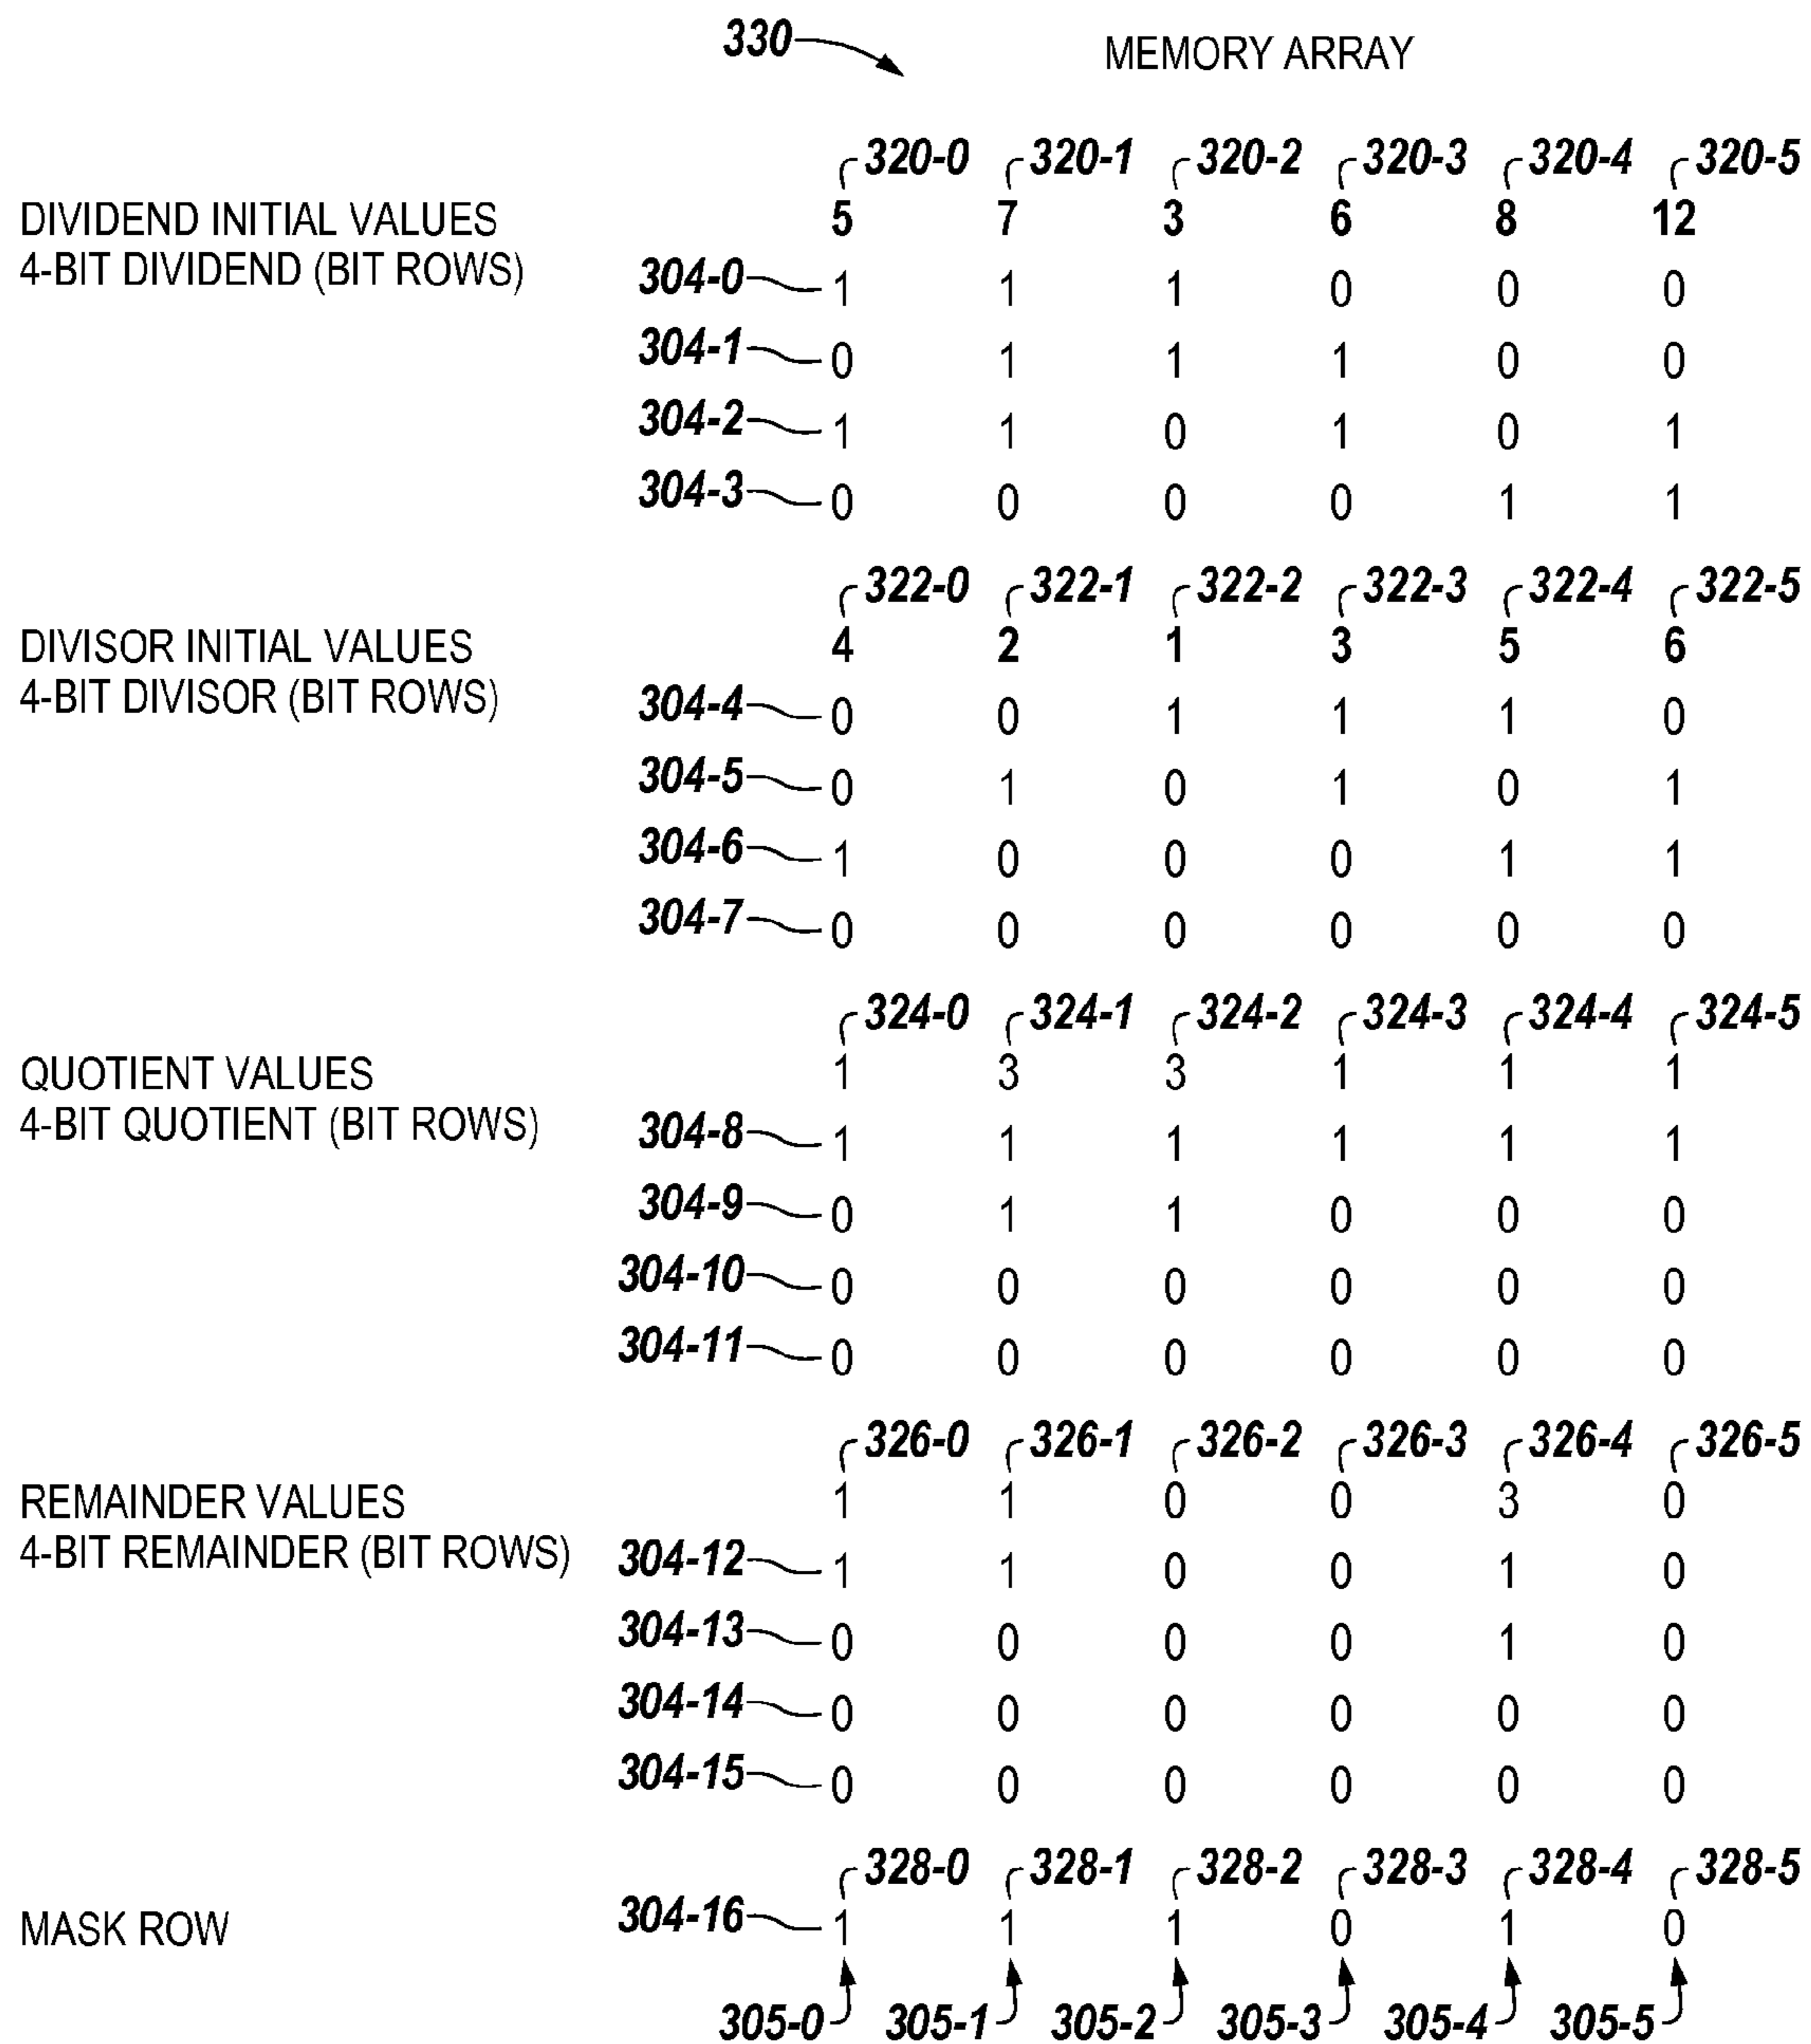 330 MEMORY ARRAY
320-0 320-1 320-2 320-3 320-4 320-5
DIVIDEND INITIAL VALUES 5 7 3 6 8 12
4-BIT DIVIDEND (BIT ROWS)
304-0 1 1 1 0 0 0
304-1 0 1 1 1 0 0
304-2 1 1 0 1 0 1
304-3 0 0 0 0 1 1
322-0 322-1 322-2 322-3 322-4 322-5
DIVISOR INITIAL VALUES 4 2 1 3 5 6
4-BIT DIVISOR (BIT ROWS)
304-4 0 0 1 1 1 0
304-5 0 1 0 1 0 1
304-6 1 0 0 0 1 1
304-7 0 0 0 0 0 0
324-0 324-1 324-2 324-3 324-4 324-5
QUOTIENT VALUES 1 3 3 1 1 1
4-BIT QUOTIENT (BIT ROWS)
304-8 1 1 1 1 1 1
304-9 0 1 1 0 0 0
304-10 0 0 0 0 0 0
304-11 0 0 0 0 0 0
326-0 326-1 326-2 326-3 326-4 326-5
REMAINDER VALUES 1 1 0 0 3 0
4-BIT REMAINDER (BIT ROWS)
304-12 1 1 0 0 1 0
304-13 0 0 0 0 1 0
304-14 0 0 0 0 0 0
304-15 0 0 0 0 0 0
328-0 328-1 328-2 328-3 328-4 328-5
MASK ROW 304-16 1 1 1 0 1 0
305-0 305-1 305-2 305-3 305-4 305-5